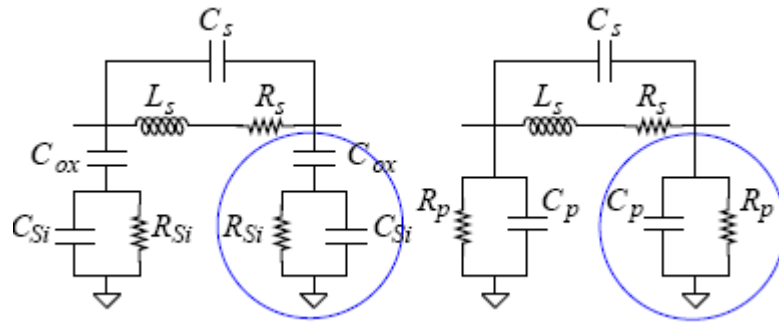 C_s C_s
L_s R_s L_s R_s
C_ox C_ox
R_p C_p C_p R_p
C_Si R_Si R_Si C_Si